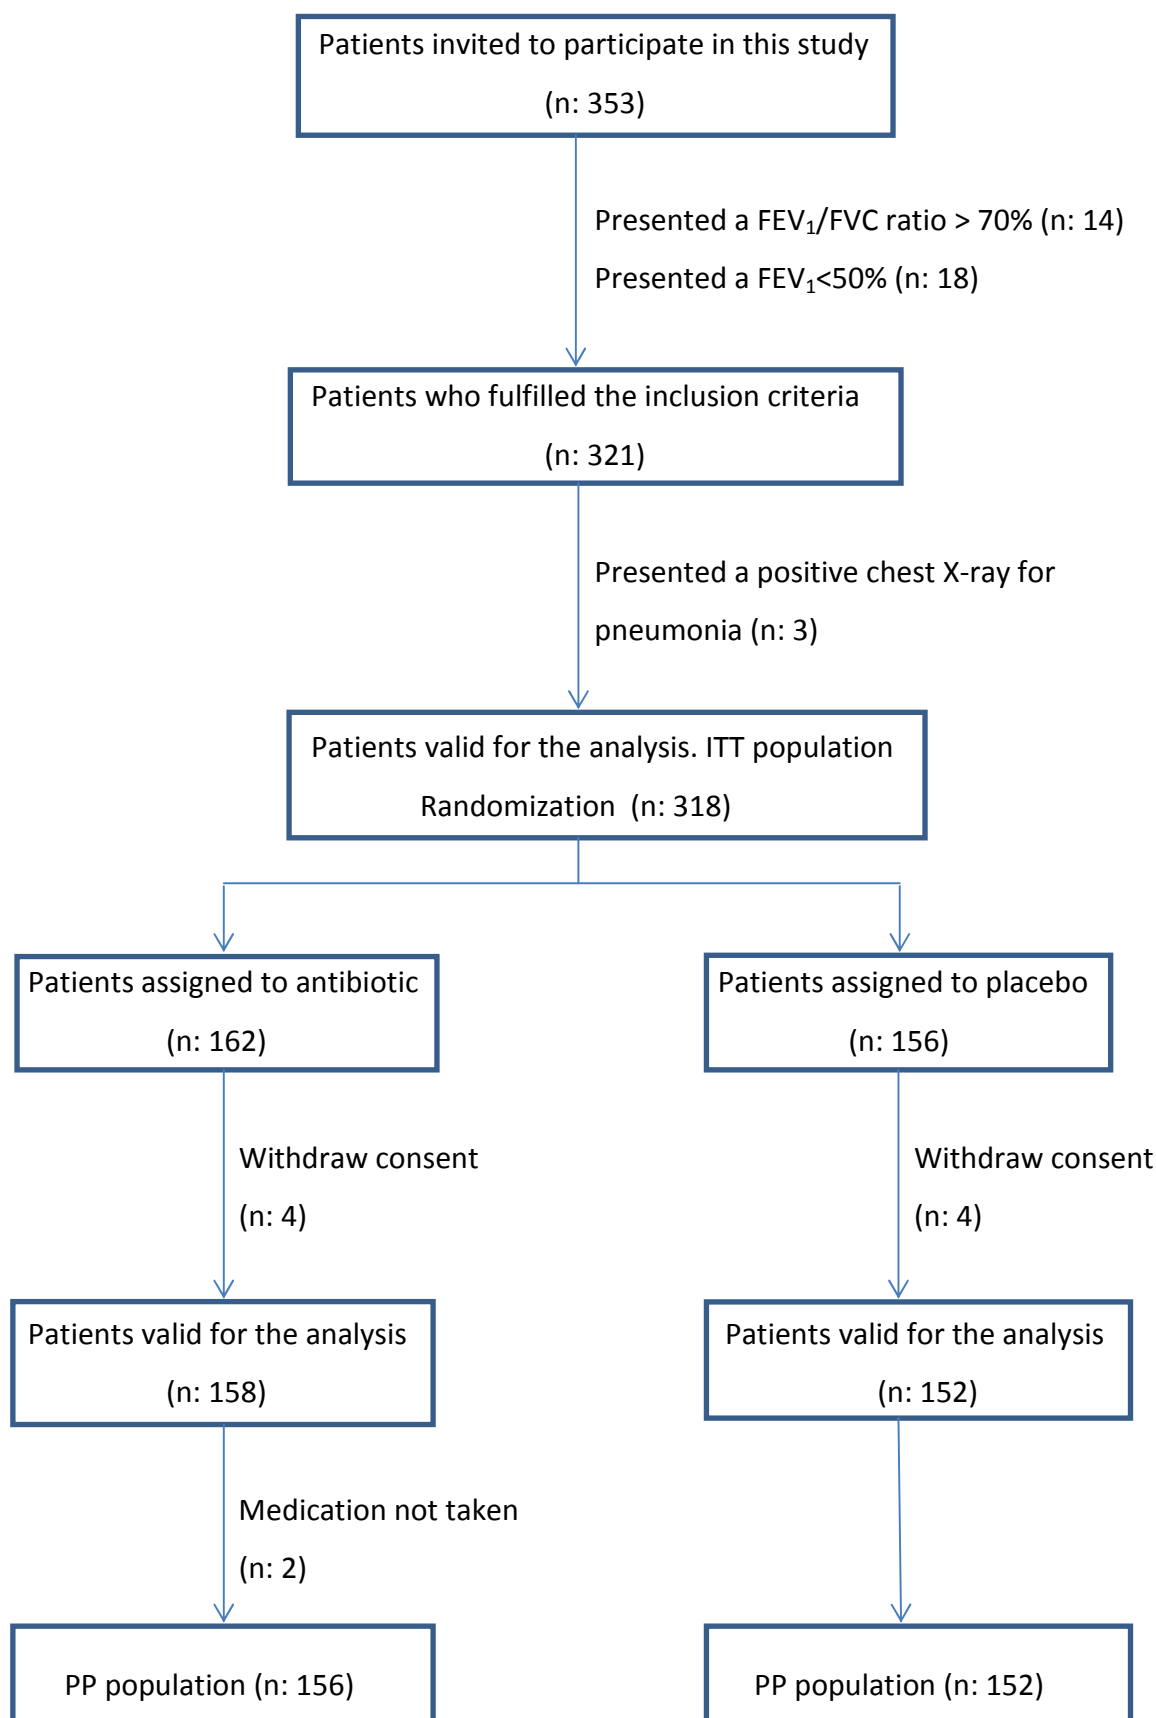 Patients invited to participate in this study
(n: 353)
Presented a FEV₁/FVC ratio > 70% (n: 14)
Presented a FEV₁<50% (n: 18)
Patients who fulfilled the inclusion criteria
(n: 321)
Presented a positive chest X-ray for
pneumonia (n: 3)
Patients valid for the analysis. ITT population
Randomization (n: 318)
Patients assigned to antibiotic
(n: 162)
Patients assigned to placebo
(n: 156)
Withdraw consent
(n: 4)
Withdraw consent
(n: 4)
Patients valid for the analysis
(n: 158)
Patients valid for the analysis
(n: 152)
Medication not taken
(n: 2)
PP population (n: 156)
PP population (n: 152)